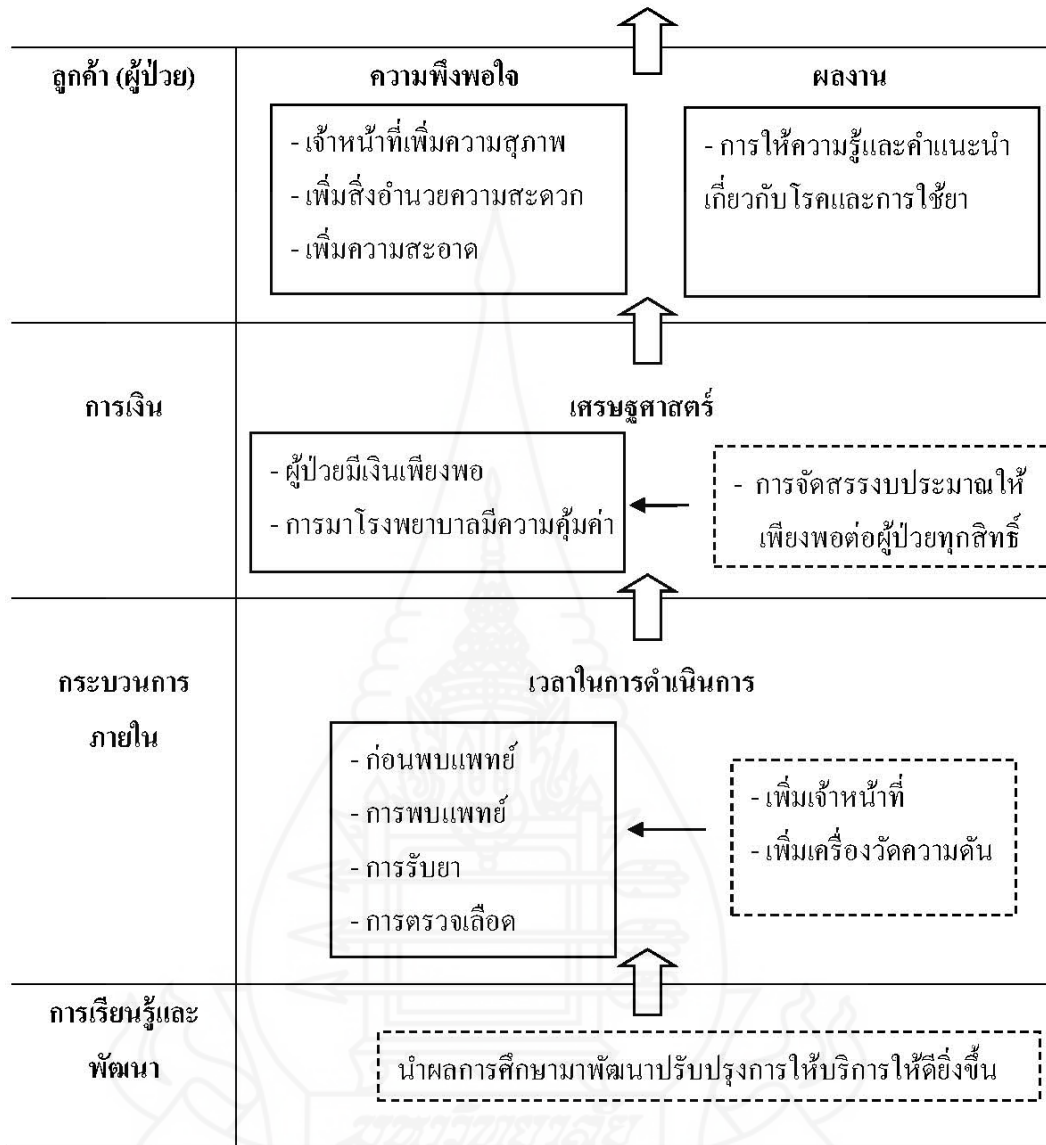 ลูกค้า (ผู้ป่วย)
ความพึงพอใจ
ผลงาน
- เจ้าหน้าที่เพิ่มความสุภาพ
- เพิ่มสิ่งอำนวยความสะดวก
- เพิ่มความสะอาด
- การให้ความรู้และคำแนะนำ
เกี่ยวกับโรคและการใช้ยา
การเงิน
เศรษฐศาสตร์
- ผู้ป่วยมีเงินเพียงพอ
- การมาโรงพยาบาลมีความคุ้มค่า
- การจัดสรรงบประมาณให้
เพียงพอต่อผู้ป่วยทุกสิทธิ์
กระบวนการ
ภายใน
เวลาในการดำเนินการ
- ก่อนพบแพทย์
- การพบแพทย์
- การรับยา
- การตรวจเลือด
- เพิ่มเจ้าหน้าที่
- เพิ่มเครื่องวัดความดัน
การเรียนรู้และ
พัฒนา
นำผลการศึกษามาพัฒนาปรับปรุงการให้บริการให้ดียิ่งขึ้น